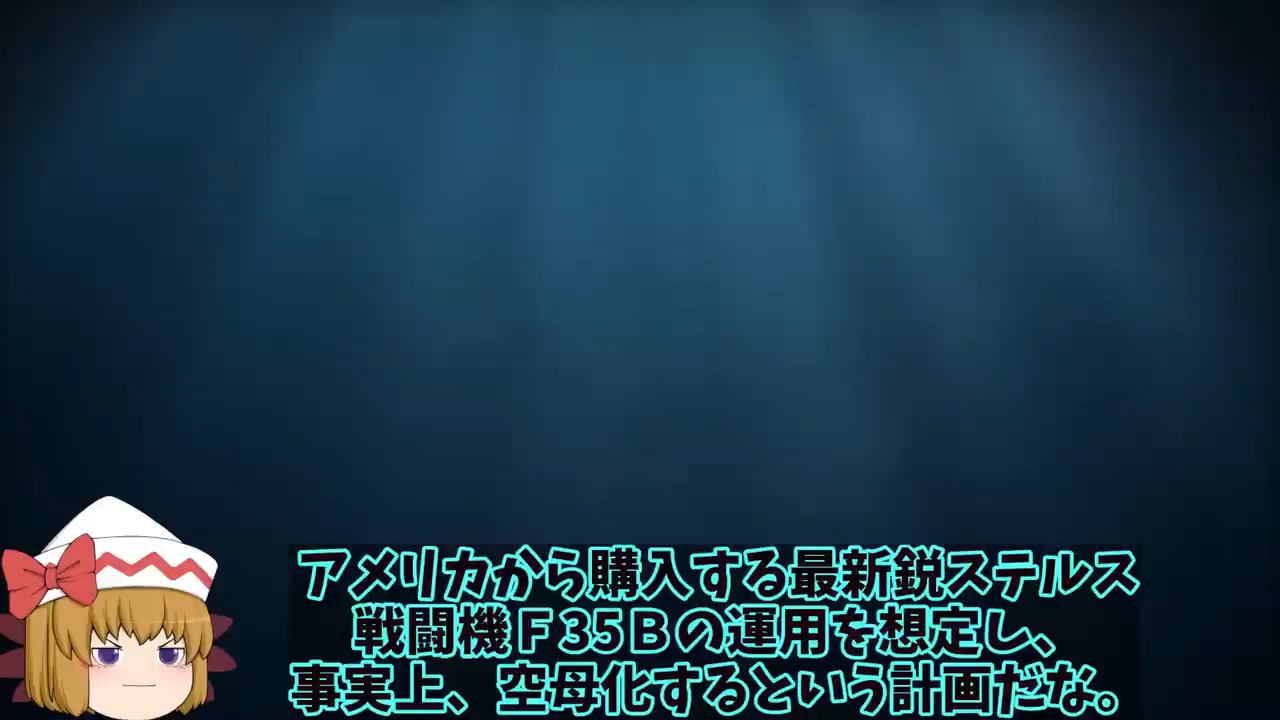 アメリカから購入する最新鋭ステルス
戦闘機Ｆ35Ｂの運用を想定し、
事実上、空母化するという計画だな。